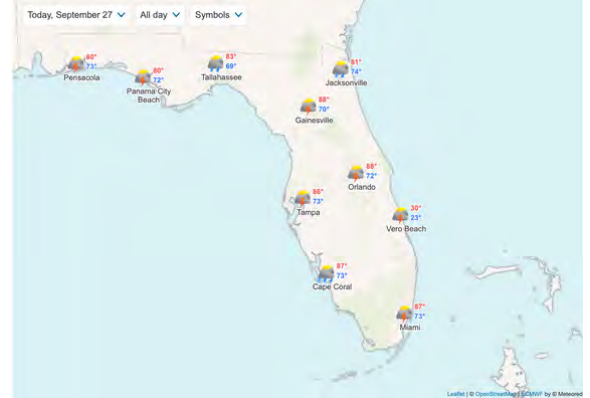 Today, September 27
All day
Symbols
80°
73°
Pensacola
80°
72°
Panama City
Beach
83°
69°
Tallahassee
81°
74°
Jacksonville
88°
70°
Gainesville
88°
72°
Orlando
86°
73°
Tampa
30°
23°
Vero Beach
87°
73°
Cape Coral
87°
73°
Miami
Leaflet | © OpenStreetMap | ECMWF by © Meteored